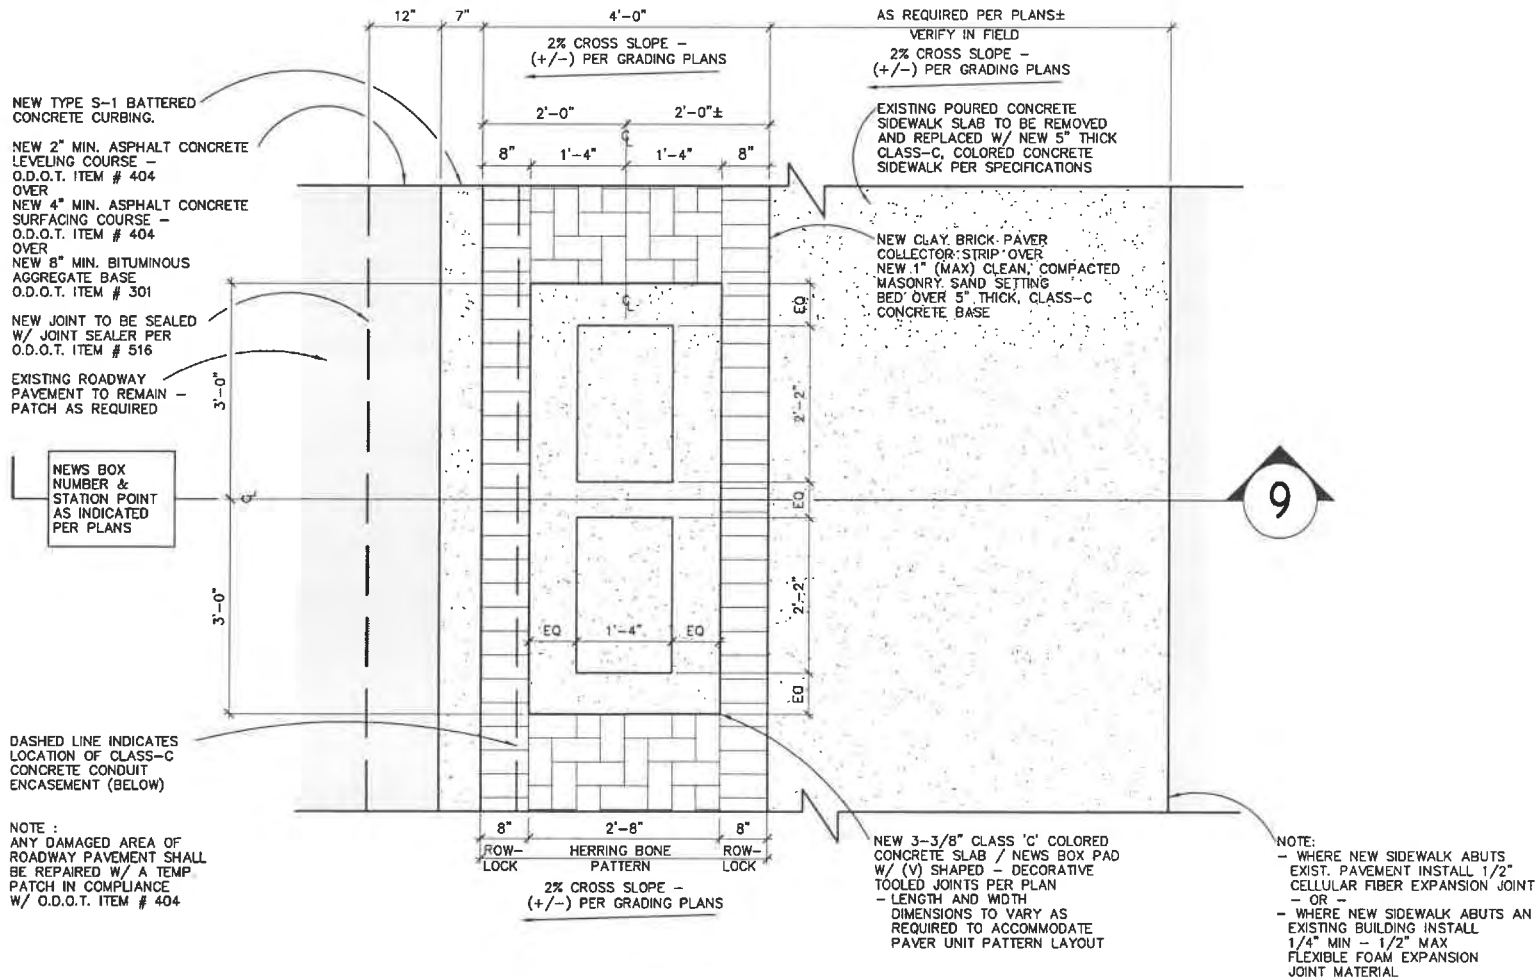 12"
7"
4'-0"
AS REQUIRED PER PLANS±
VERIFY IN FIELD
2% CROSS SLOPE –
(+/-) PER GRADING PLANS
2% CROSS SLOPE –
(+/-) PER GRADING PLANS
2'-0"
2'-0"±
8"
1'-4"
1'-4"
8"
NEW TYPE S-1 BATTERED
CONCRETE CURBING.
NEW 2" MIN. ASPHALT CONCRETE
LEVELING COURSE –
O.D.O.T. ITEM # 404
OVER
NEW 4" MIN. ASPHALT CONCRETE
SURFACING COURSE –
O.D.O.T. ITEM # 404
OVER
NEW 8" MIN. BITUMINOUS
AGGREGATE BASE
O.D.O.T. ITEM # 301
NEW JOINT TO BE SEALED
W/ JOINT SEALER PER
O.D.O.T. ITEM # 516
EXISTING ROADWAY
PAVEMENT TO REMAIN –
PATCH AS REQUIRED
EXISTING POURED CONCRETE
SIDEWALK SLAB TO BE REMOVED
AND REPLACED W/ NEW 5" THICK
CLASS-C, COLORED CONCRETE
SIDEWALK PER SPECIFICATIONS
NEW CLAY BRICK PAVER
COLLECTOR STRIP OVER
NEW 1" (MAX) CLEAN, COMPACTED
MASONRY SAND SETTING
BED OVER 5" THICK, CLASS-C
CONCRETE BASE
CL
CL
CL
3'-0"
3'-0"
EQ
2'-2"
EQ
2'-2"
EQ
EQ
1'-4"
EQ
NEWS BOX
NUMBER &
STATION POINT
AS INDICATED
PER PLANS
9
DASHED LINE INDICATES
LOCATION OF CLASS-C
CONCRETE CONDUIT
ENCASEMENT (BELOW)
NOTE :
ANY DAMAGED AREA OF
ROADWAY PAVEMENT SHALL
BE REPAIRED W/ A TEMP.
PATCH IN COMPLIANCE
W/ O.D.O.T. ITEM # 404
8"
2'-8"
8"
ROW-
LOCK
HERRING BONE
PATTERN
ROW-
LOCK
2% CROSS SLOPE –
(+/-) PER GRADING PLANS
NEW 3-3/8" CLASS 'C' COLORED
CONCRETE SLAB / NEWS BOX PAD
W/ (V) SHAPED – DECORATIVE
TOOLED JOINTS PER PLAN
- LENGTH AND WIDTH
DIMENSIONS TO VARY AS
REQUIRED TO ACCOMMODATE
PAVER UNIT PATTERN LAYOUT
NOTE:
- WHERE NEW SIDEWALK ABUTS
EXIST. PAVEMENT INSTALL 1/2"
CELLULAR FIBER EXPANSION JOINT
- OR -
- WHERE NEW SIDEWALK ABUTS AN
EXISTING BUILDING INSTALL
1/4" MIN – 1/2" MAX
FLEXIBLE FOAM EXPANSION
JOINT MATERIAL